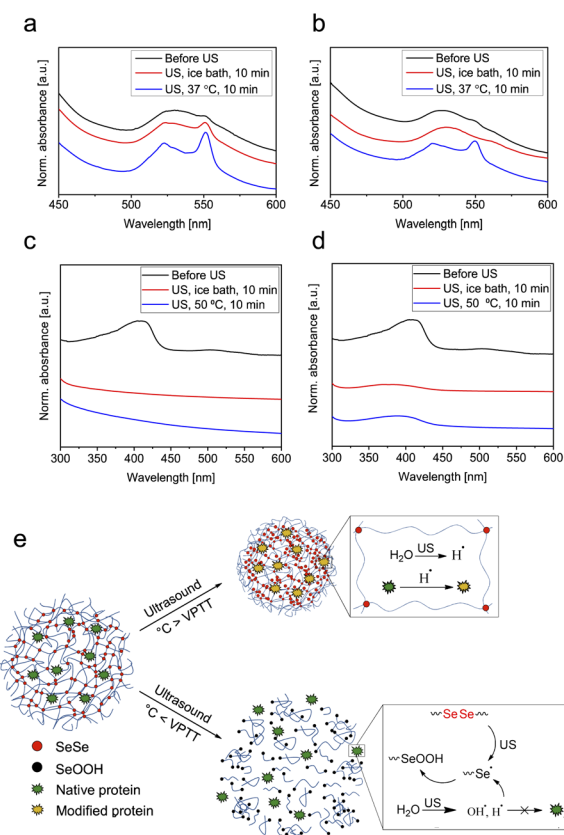 a
Before US
US, ice bath, 10 min
US, 37 °C, 10 min
Norm. absorbance [a.u.]
450 500 550 600
Wavelength [nm]
b
Before US
US, ice bath, 10 min
US, 37 °C, 10 min
Norm. absorbance [a.u.]
450 500 550 600
Wavelength [nm]
c
Before US
US, ice bath, 10 min
US, 50 ºC, 10 min
Norm. abosrbance [a.u.]
300 350 400 450 500 550 600
Wavelength [nm]
d
Before US
US, ice bath, 10 min
US, 50 ºC, 10 min
Norm. absorbance [a.u.]
300 350 400 450 500 550 600
Wavelength [nm]
e
Ultrasound
°C > VPTT
H2O US H•
H•
Ultrasound
°C < VPTT
SeSe
SeOOH
Native protein
Modified protein
SeSe
US
SeOOH
Se•
H2O US OH•, H•